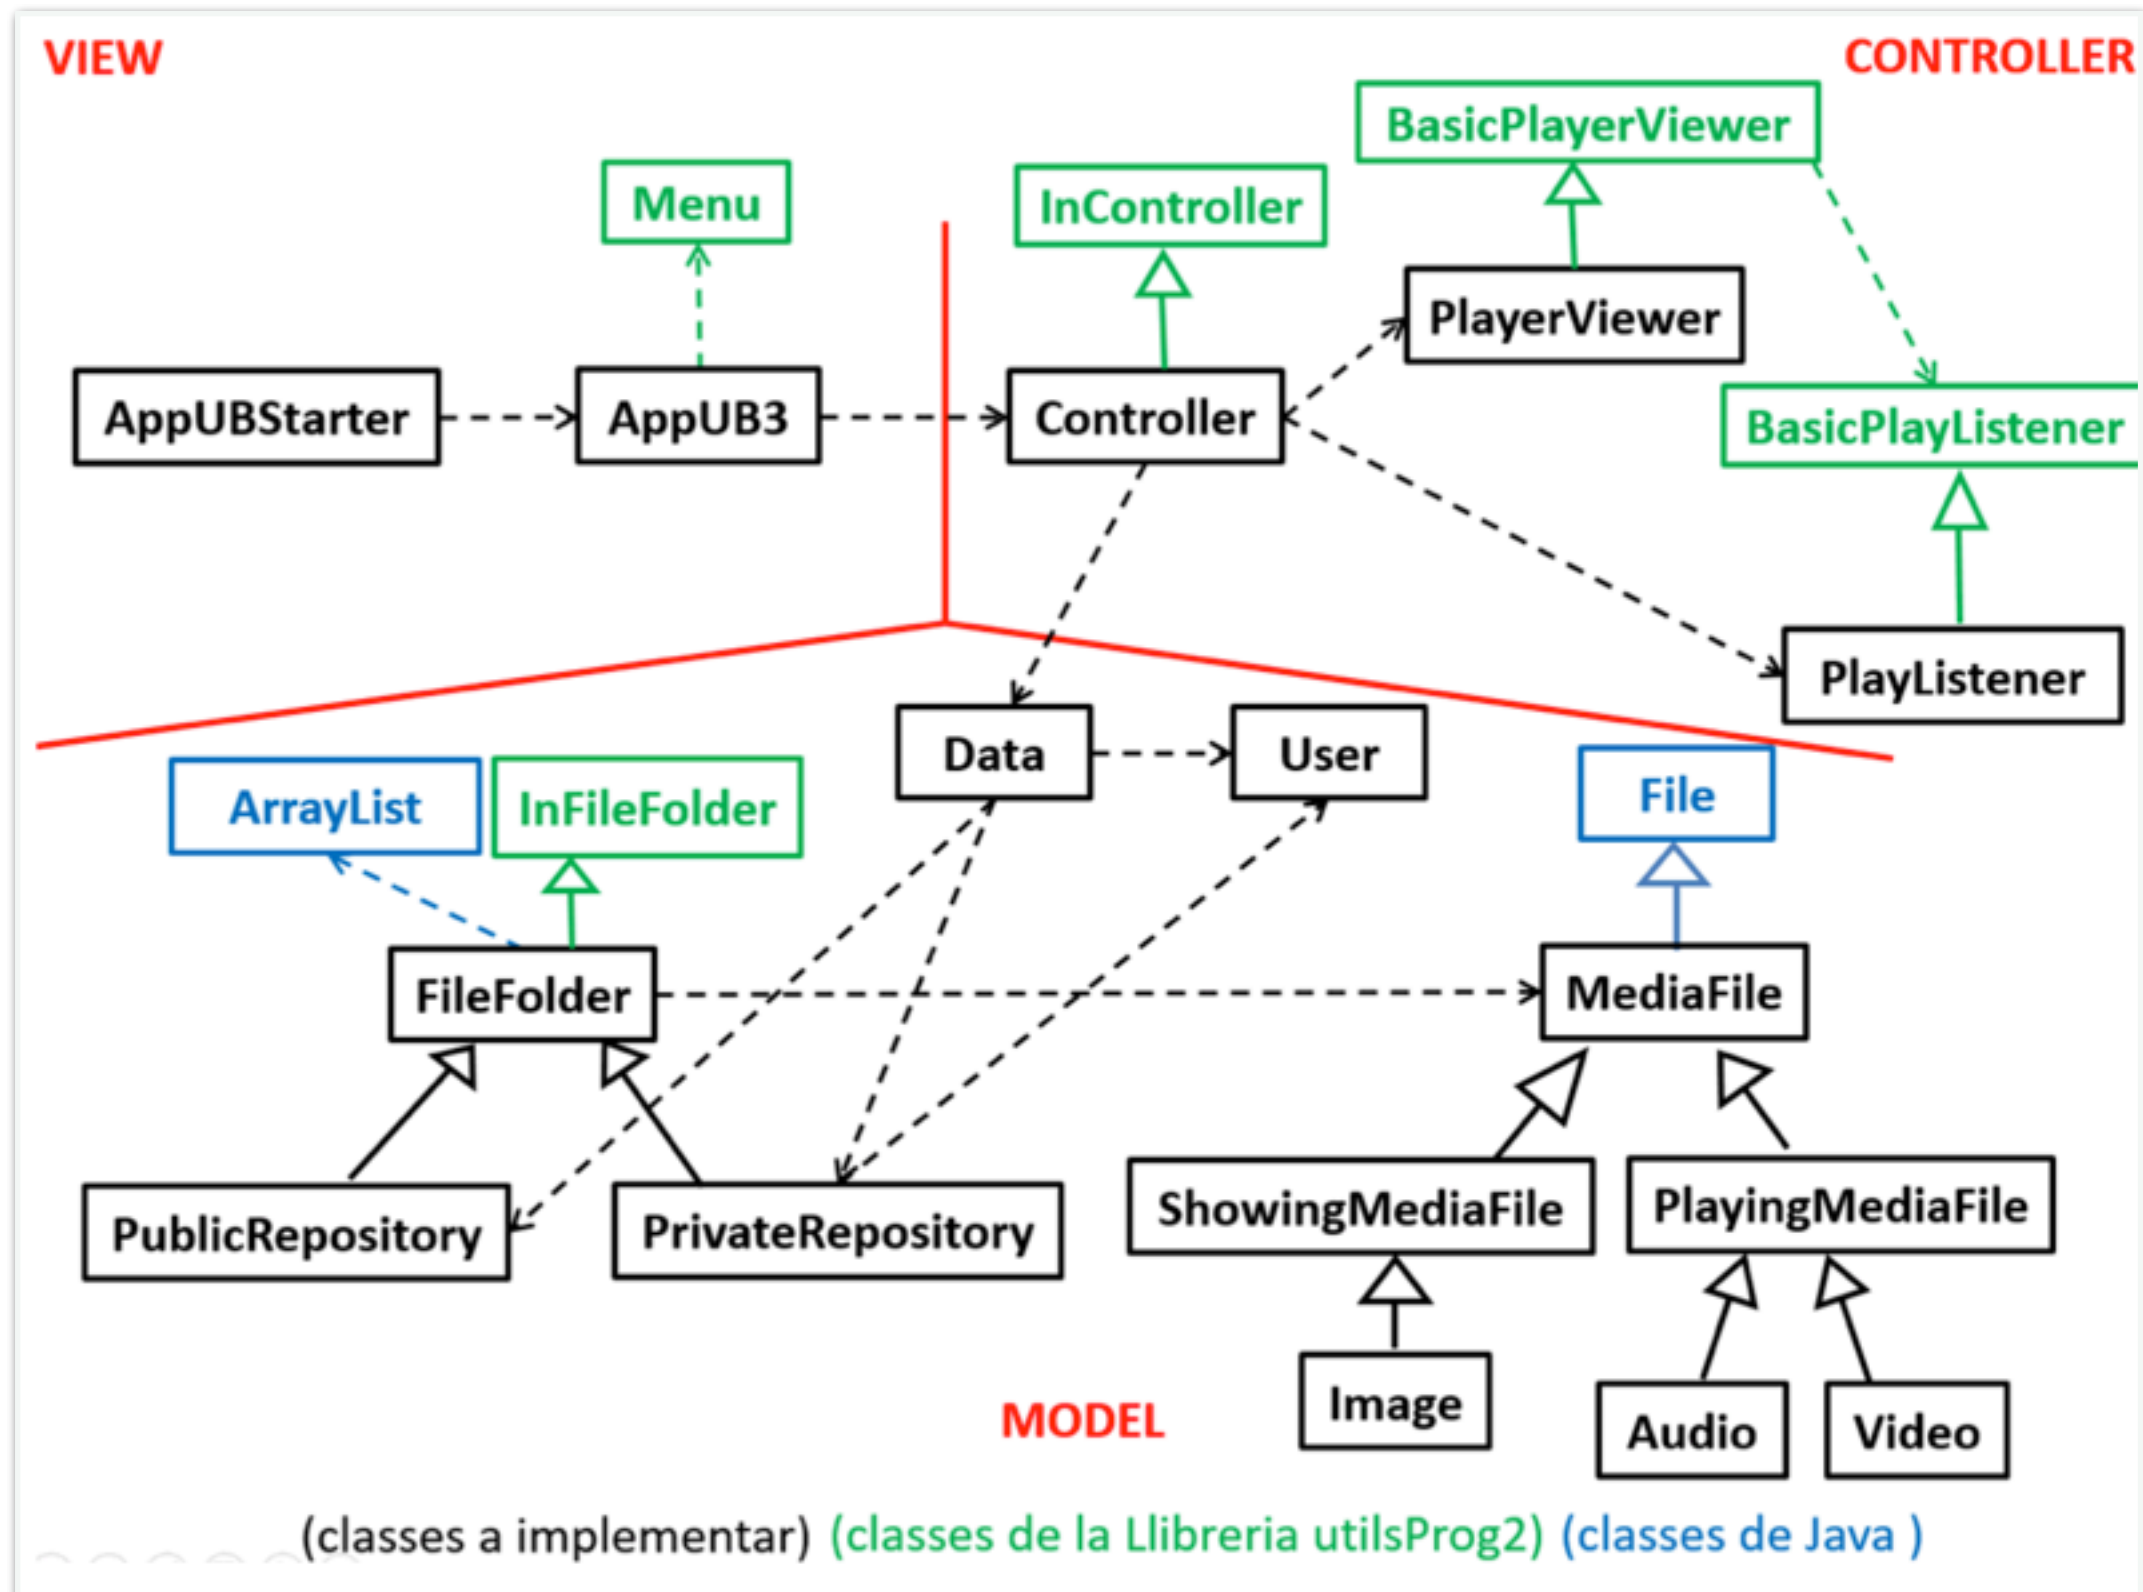 VIEW
CONTROLLER
BasicPlayerViewer
Menu
InController
PlayerViewer
AppUBStarter
AppUB3
Controller
BasicPlayListener
PlayListener
Data
User
File
ArrayList
InFileFolder
FileFolder
MediaFile
PublicRepository
PrivateRepository
ShowingMediaFile
PlayingMediaFile
Image
Audio
Video
MODEL
(classes a implementar) (classes de la Llibreria utilsProg2) (classes de Java )